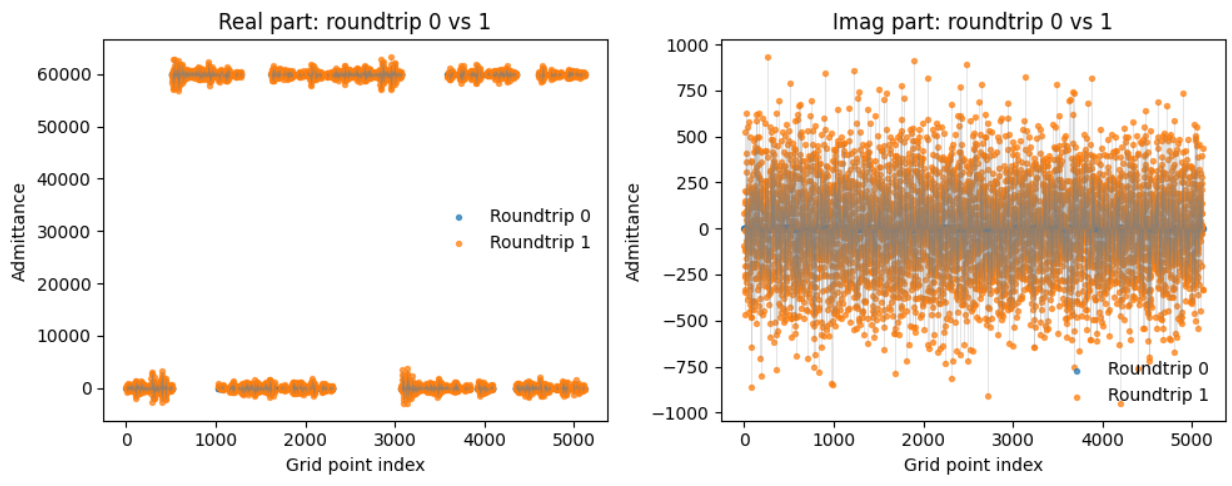 Real part: roundtrip 0 vs 1
60000
50000
40000
30000
20000
10000
0
Admittance
Roundtrip 0
Roundtrip 1
0
1000
2000
3000
4000
5000
Grid point index
Imag part: roundtrip 0 vs 1
1000
750
500
250
0
−250
−500
−750
−1000
Admittance
Roundtrip 0
Roundtrip 1
0
1000
2000
3000
4000
5000
Grid point index